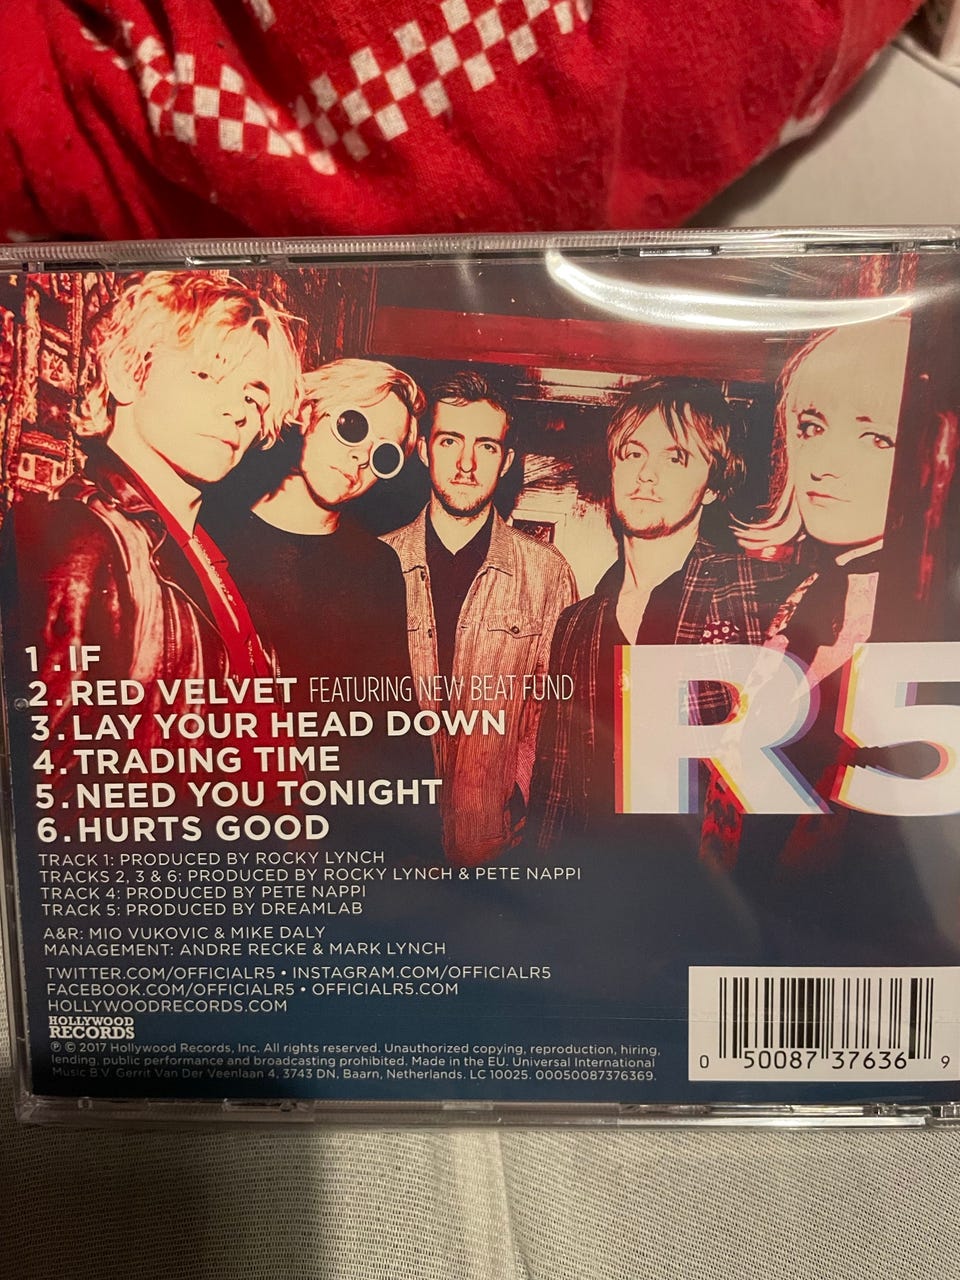 1. IF
2. RED VELVET FEATURING NEW BEAT FUND
3. LAY YOUR HEAD DOWN
4. TRADING TIME
5. NEED YOU TONIGHT
6. HURTS GOOD
R5
TRACK 1: PRODUCED BY ROCKY LYNCH
TRACKS 2, 3 & 6: PRODUCED BY ROCKY LYNCH & PETE NAPPI
TRACK 4: PRODUCED BY PETE NAPPI
TRACK 5: PRODUCED BY DREAMLAB
A&R: MIO VUKOVIC & MIKE DALY
MANAGEMENT: ANDRE RECKE & MARK LYNCH
TWITTER.COM/OFFICIALR5 • INSTAGRAM.COM/OFFICIALR5
FACEBOOK.COM/OFFICIALR5 • OFFICIALR5.COM
HOLLYWOODRECORDS.COM
HOLLYWOOD
RECORDS
℗ © 2017 Hollywood Records, Inc. All rights reserved. Unauthorized copying, reproduction, hiring,
lending, public performance and broadcasting prohibited. Made in the EU. Universal International
Music B.V. Gerrit Van Der Veenlaan 4, 3743 DN, Baarn, Netherlands. LC 10025. 00050087376369.
0 50087 37636 9